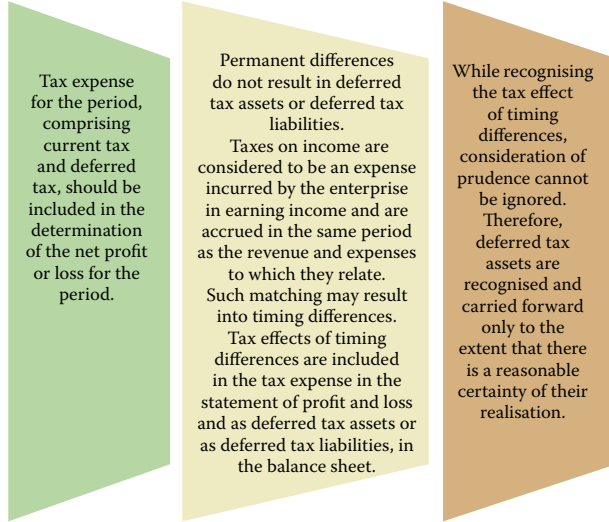 Tax expense
for the period,
comprising
current tax
and deferred
tax, should be
included in the
determination
of the net profit
or loss for the
period.
Permanent differences
do not result in deferred
tax assets or deferred tax
liabilities.
Taxes on income are
considered to be an expense
incurred by the enterprise
in earning income and are
accrued in the same period
as the revenue and expenses
to which they relate.
Such matching may result
into timing differences.
Tax effects of timing
differences are included
in the tax expense in the
statement of profit and loss
and as deferred tax assets or
as deferred tax liabilities, in
the balance sheet.
While recognising
the tax effect
of timing
differences,
consideration of
prudence cannot
be ignored.
Therefore,
deferred tax
assets are
recognised and
carried forward
only to the
extent that there
is a reasonable
certainty of their
realisation.